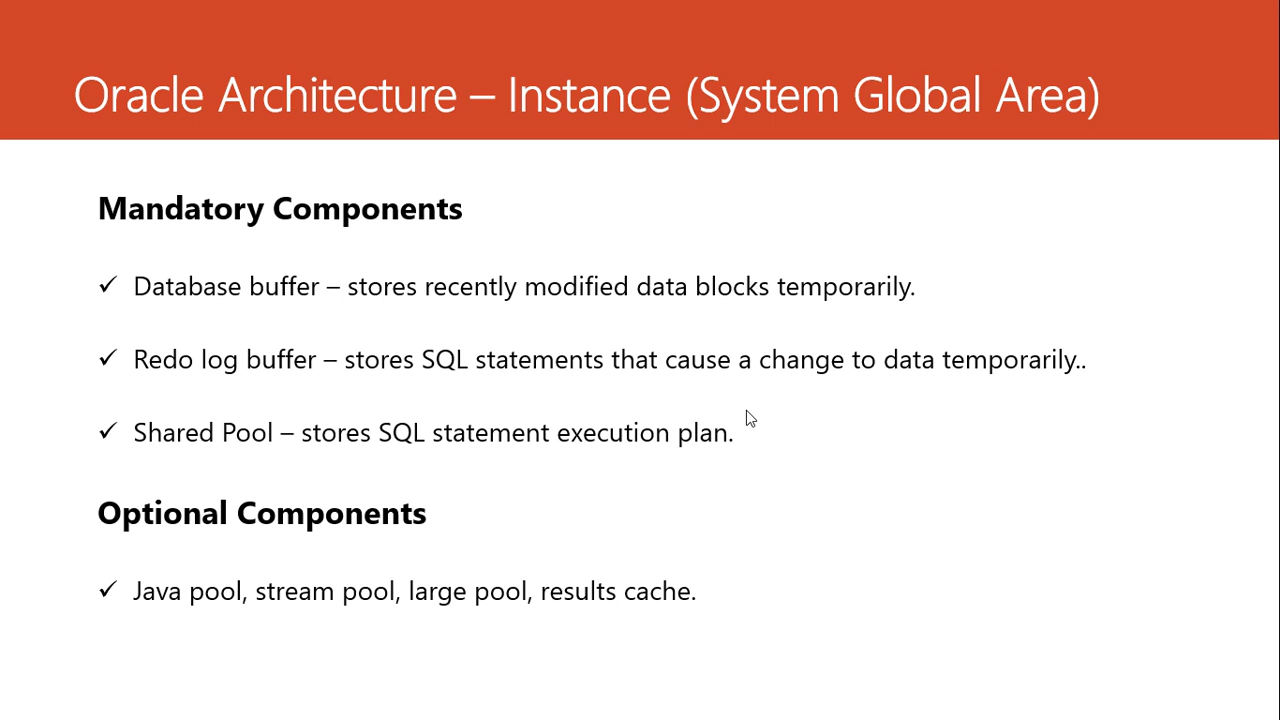 Oracle Architecture – Instance (System Global Area)
Mandatory Components
✓ Database buffer – stores recently modified data blocks temporarily.
✓ Redo log buffer – stores SQL statements that cause a change to data temporarily..
✓ Shared Pool – stores SQL statement execution plan.
Optional Components
✓ Java pool, stream pool, large pool, results cache.